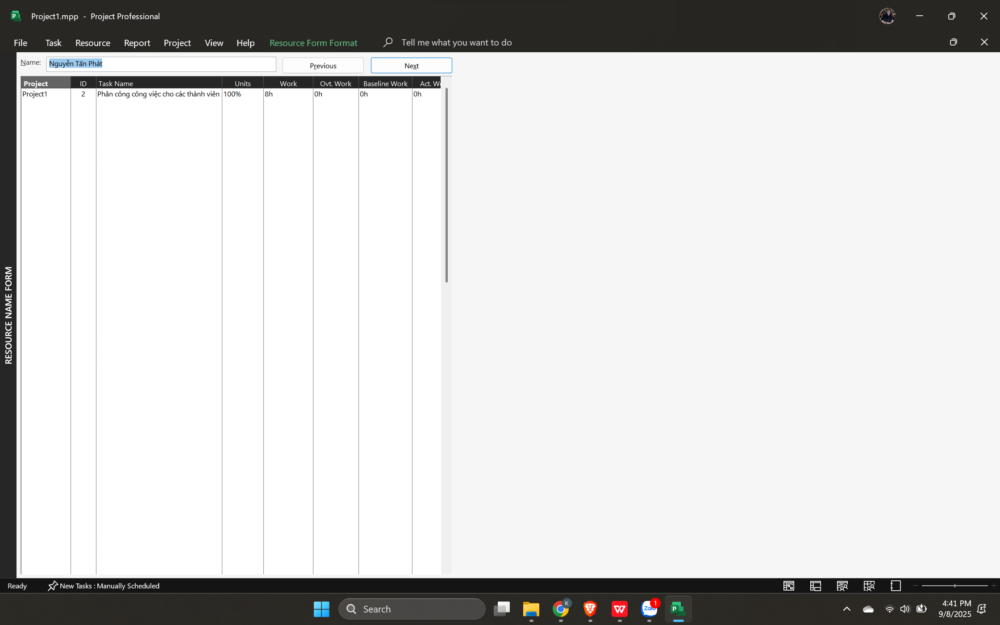 Project1.mpp - Project Professional
File Task Resource Report Project View Help Resource Form Format Tell me what you want to do
Name: Nguyễn Tấn Phát Previous Next
Project ID Task Name Units Work Ovt. Work Baseline Work Act. Wo
Project1 2 Phân công công việc cho các thành viên 100% 8h 0h 0h 0h
RESOURCE NAME FORM
Ready New Tasks : Manually Scheduled
Search
K
Zalo
1
4:41 PM
9/8/2025